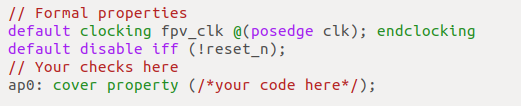 // Formal properties
default clocking fpv_clk @(posedge clk); endclocking
default disable iff (!reset_n);
// Your checks here
ap0: cover property (/*your code here*/);